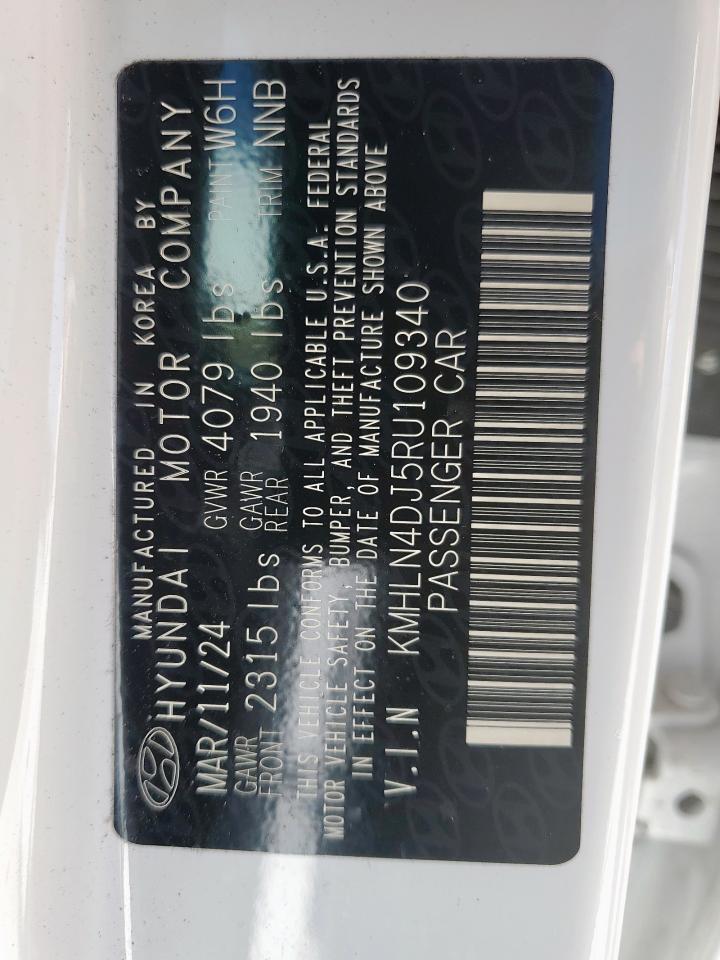 MANUFACTURED IN KOREA BY
HYUNDAI MOTOR COMPANY
MAR/11/24 GVWR 4079 lbs PAINT W6H
GAWR FRONT 2315 lbs GAWR REAR 1940 lbs TRIM NNB
THIS VEHICLE CONFORMS TO ALL APPLICABLE U.S.A. FEDERAL
MOTOR VEHICLE SAFETY, BUMPER, AND THEFT PREVENTION STANDARDS
IN EFFECT ON THE DATE OF MANUFACTURE SHOWN ABOVE
V.I.N KMHLN4DJ5RU109340
PASSENGER CAR